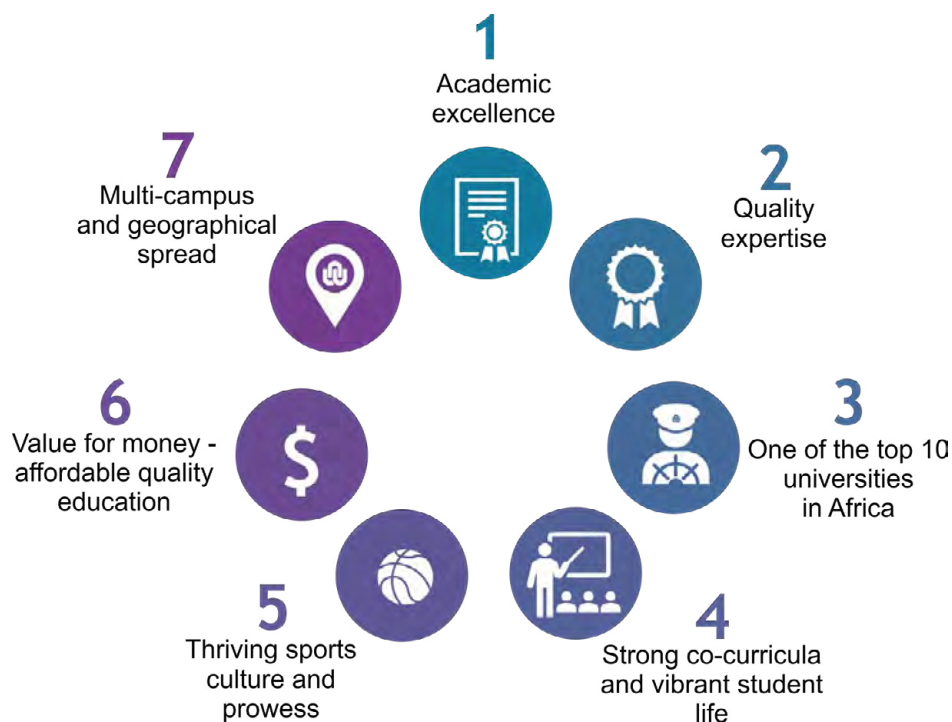 1
Academic
excellence
2
Quality
expertise
3
One of the top 10
universities
in Africa
4
Strong co-curricula
and vibrant student
life
5
Thriving sports
culture and
prowess
6
Value for money -
affordable quality
education
$
7
Multi-campus
and geographical
spread